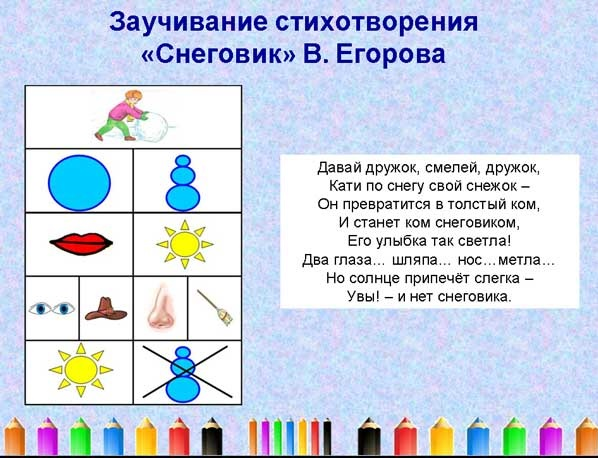 Заучивание стихотворения
«Снеговик» В. Егорова
Давай дружок, смелей, дружок,
Кати по снегу свой снежок –
Он превратится в толстый ком,
И станет ком снеговиком,
Его улыбка так светла!
Два глаза… шляпа… нос…метла…
Но солнце припечёт слегка –
Увы! – и нет снеговика.